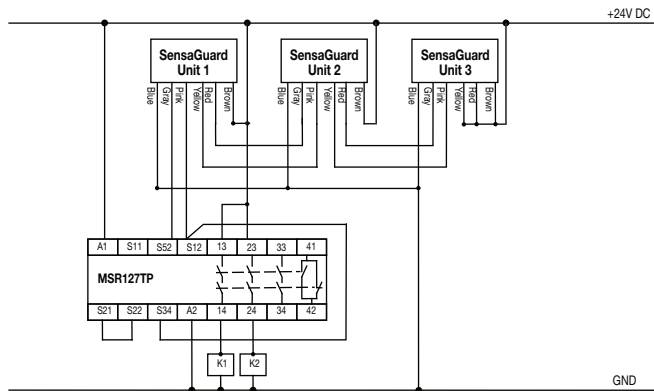 +24V DC
SensaGuard
Unit 1
SensaGuard
Unit 2
SensaGuard
Unit 3
Blue
Gray
Pink
Yellow
Red
Brown
Blue
Gray
Pink
Yellow
Red
Brown
Blue
Gray
Pink
Yellow
Red
Brown
A1 S11 S52 S12 13 23 33 41
MSR127TP
S21 S22 S34 A2 14 24 34 42
K1 K2
GND